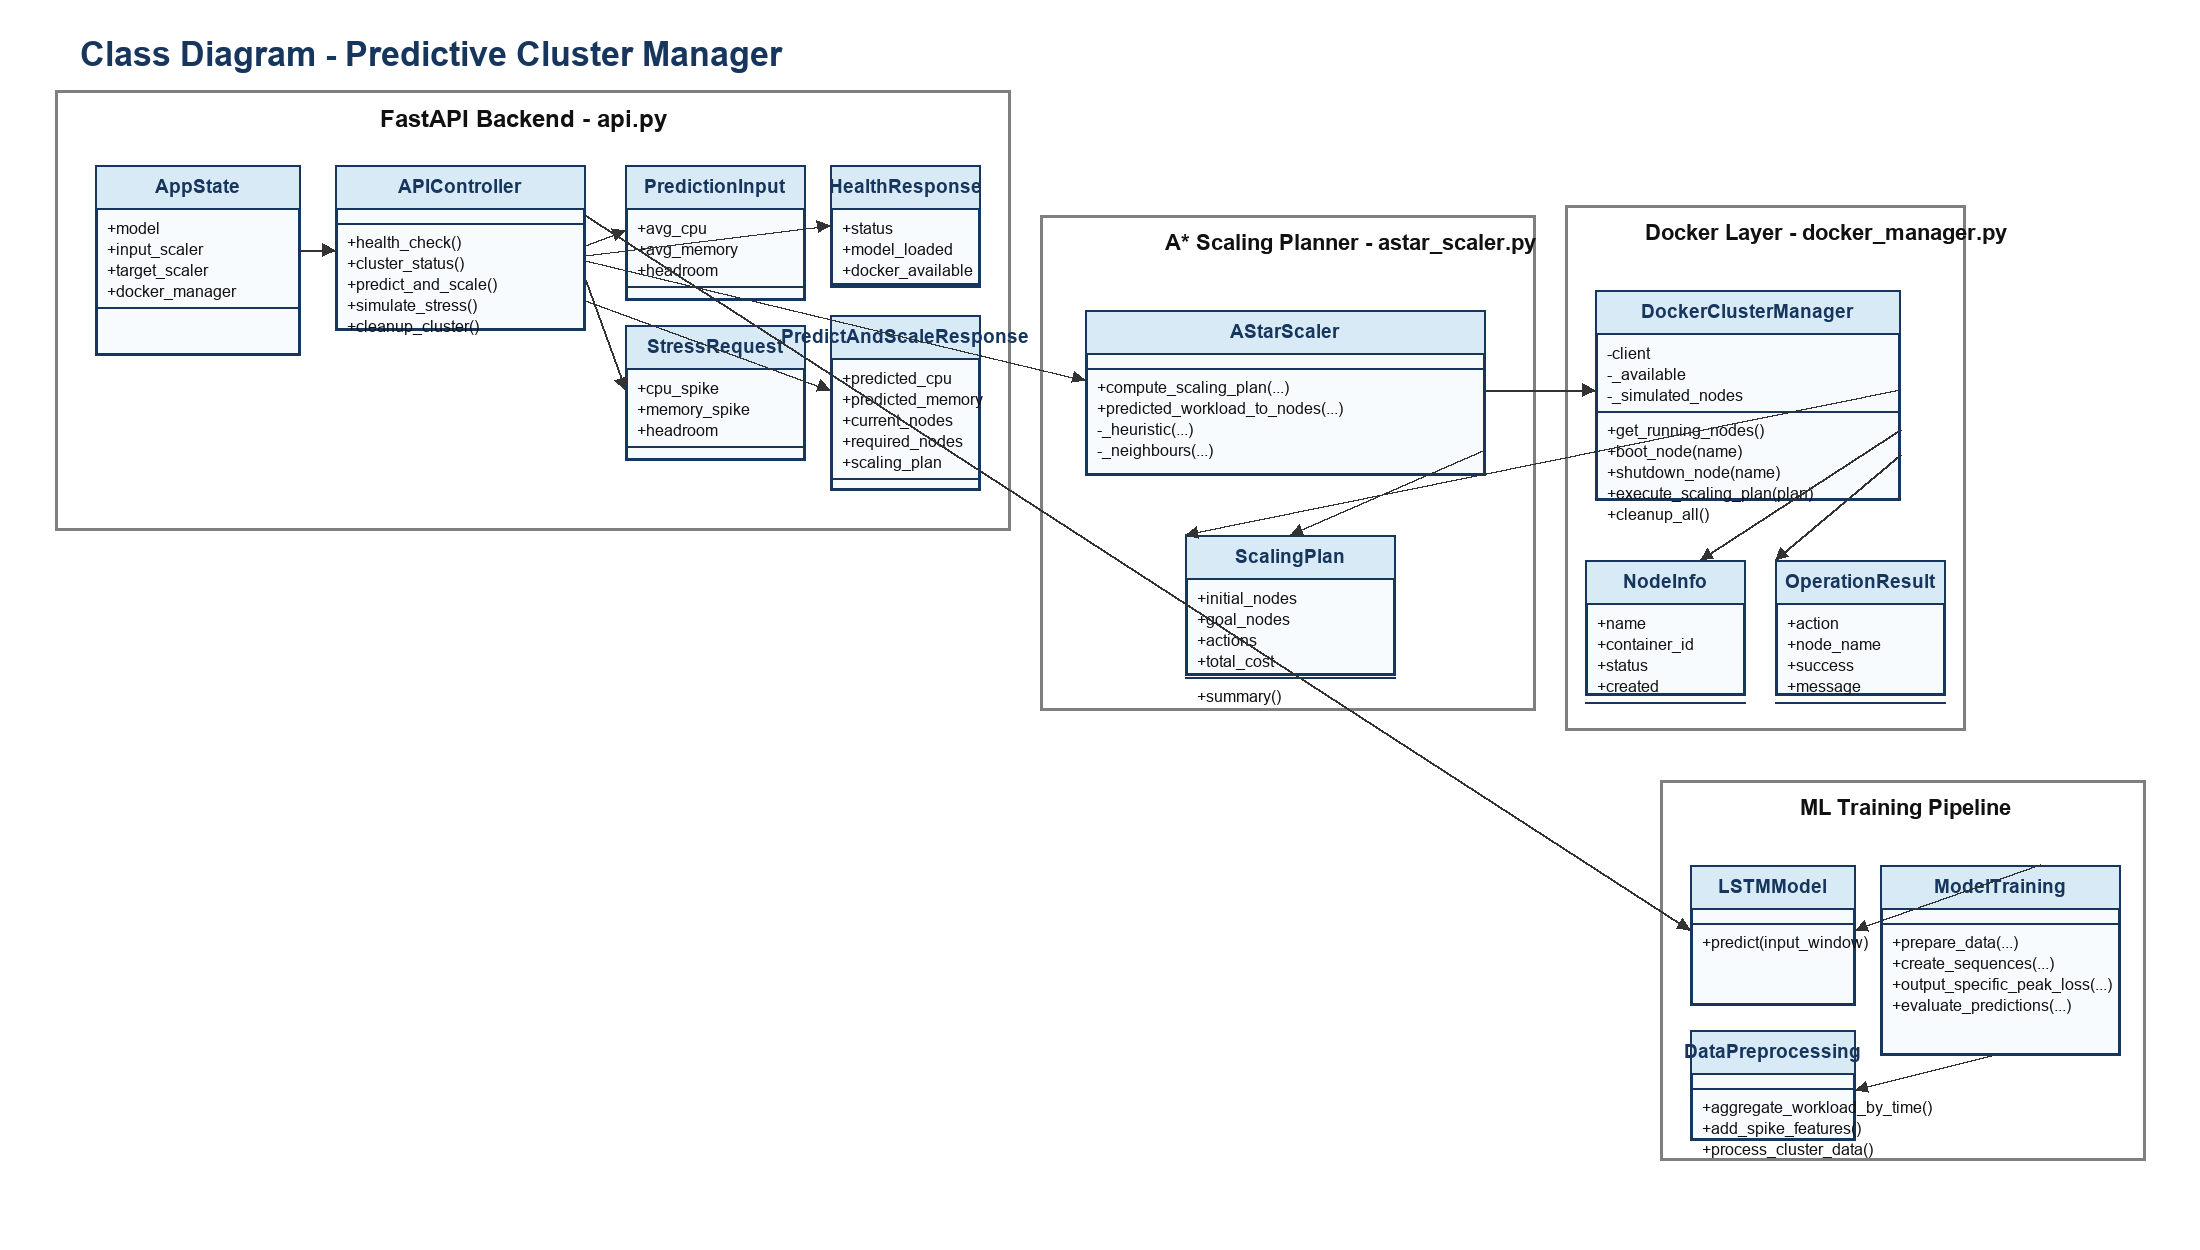 Class Diagram - Predictive Cluster Manager
FastAPI Backend - api.py
AppState
+model
+input_scaler
+target_scaler
+docker_manager
APIController
+health_check()
+cluster_status()
+predict_and_scale()
+simulate_stress()
+cleanup_cluster()
PredictionInput
+avg_cpu
+avg_memory
+headroom
HealthResponse
+status
+model_loaded
+docker_available
StressRequest
+cpu_spike
+memory_spike
+headroom
PredictAndScaleResponse
+predicted_cpu
+predicted_memory
+current_nodes
+required_nodes
+scaling_plan
A* Scaling Planner - astar_scaler.py
AStarScaler
+compute_scaling_plan(...)
+predicted_workload_to_nodes(...)
-_heuristic(...)
-_neighbours(...)
ScalingPlan
+initial_nodes
+goal_nodes
+actions
+total_cost
+summary()
Docker Layer - docker_manager.py
DockerClusterManager
-client
-_available
-_simulated_nodes
+get_running_nodes()
+boot_node(name)
+shutdown_node(name)
+execute_scaling_plan(plan)
+cleanup_all()
NodeInfo
+name
+container_id
+status
+created
OperationResult
+action
+node_name
+success
+message
ML Training Pipeline
LSTMModel
+predict(input_window)
ModelTraining
+prepare_data(...)
+create_sequences(...)
+output_specific_peak_loss(...)
+evaluate_predictions(...)
DataPreprocessing
+aggregate_workload_by_time()
+add_spike_features()
+process_cluster_data()